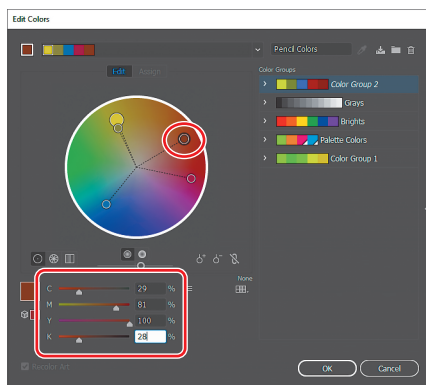 Edit Colors
Pencil Colors
Edit Assign
Color Groups
Color Group 2
Grays
Brights
Palette Colors
Color Group 1
None
C 29 %
M 81 %
Y 100 %
K 28 %
Recolor Art
OK Cancel